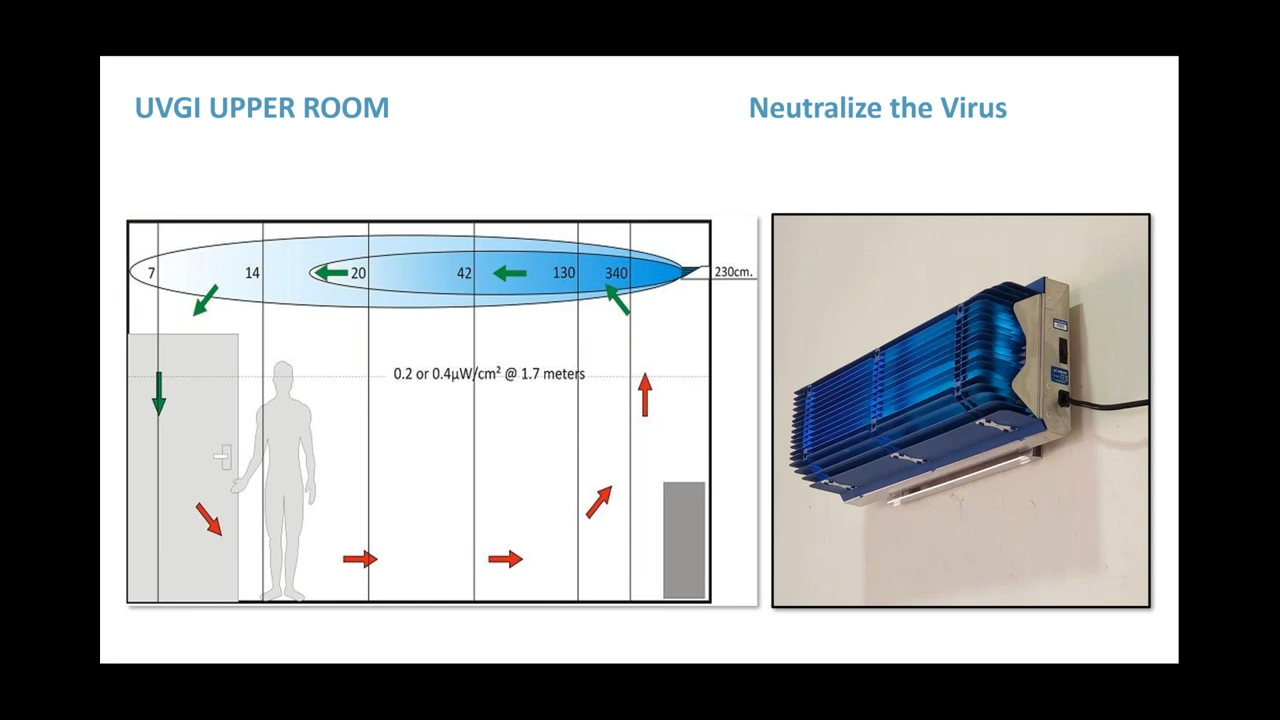 UVGI UPPER ROOM
Neutralize the Virus
7 14 20 42 130 340 230cm.
0.2 or 0.4µW/cm² @ 1.7 meters